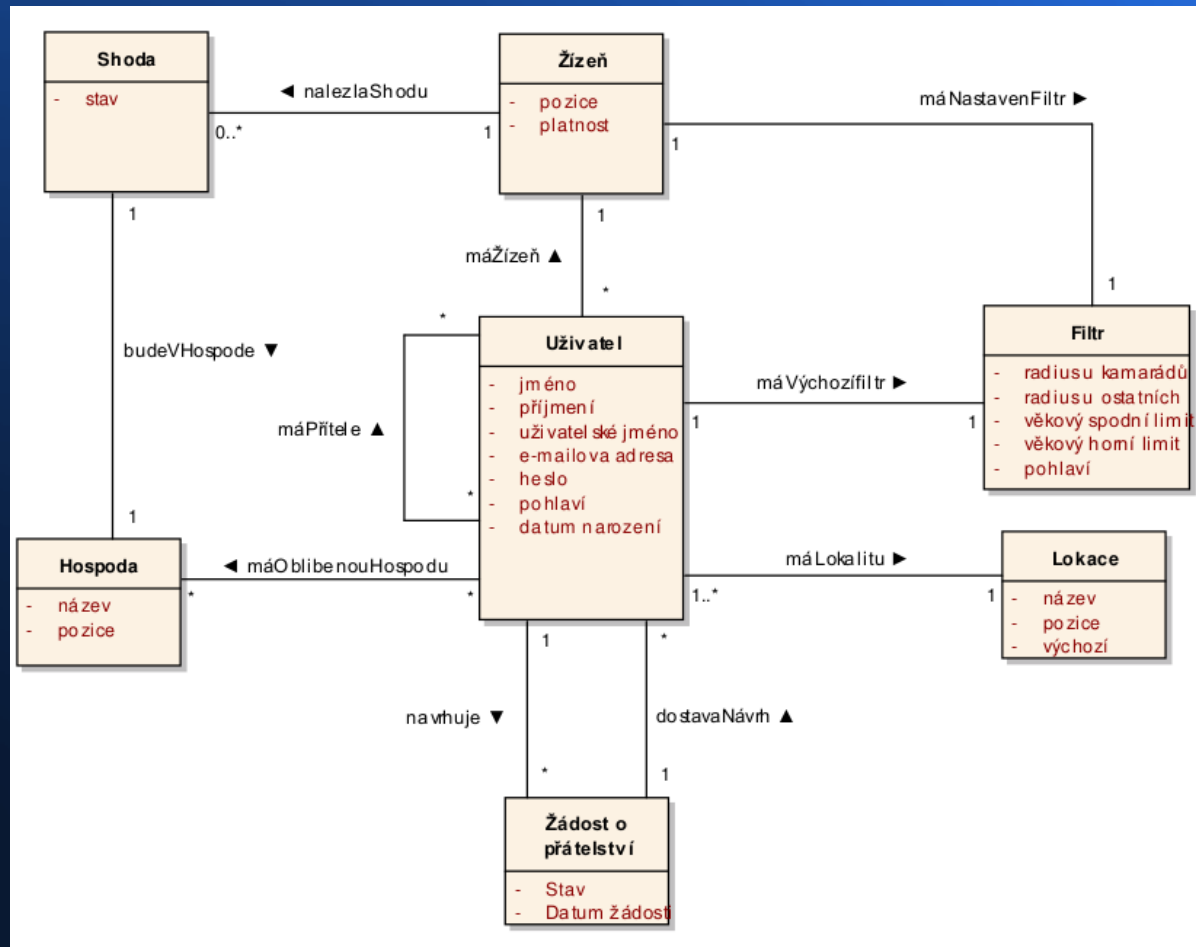 Shoda
- stav
◄ nalezlaShodu
0..*
1
Žízeň
- pozice
- platnost
máNastavenFiltr ►
1
1
1
budeVHospode ▼
1
máŽízeň ▲
1
*
*
máPřítele ▲
*
Uživatel
- jméno
- příjmení
- uživatelské jméno
- e-mailova adresa
- heslo
- pohlaví
- datum narození
máVýchozífiltr ►
1
1
Filtr
- radiusu kamarádů
- radiusu ostatních
- věkový spodní limit
- věkový horní limit
- pohlaví
Hospoda
- název
- pozice
◄ máOblibenouHospodu
*
*
máLokalitu ►
1..*
1
Lokace
- název
- pozice
- výchozí
1
navrhuje ▼
*
*
dostavaNávrh ▲
1
Žádost o
přátelství
- Stav
- Datum žádosti